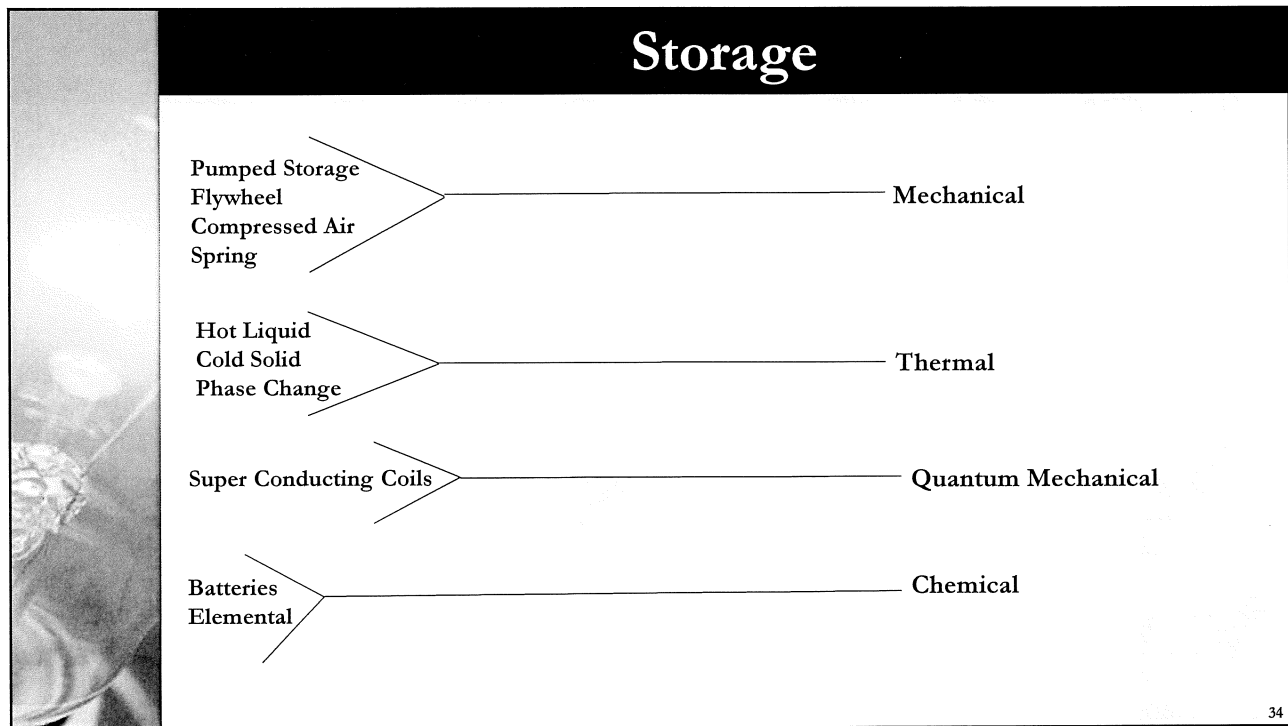 Storage
Pumped Storage
Flywheel
Compressed Air
Spring
Mechanical
Hot Liquid
Cold Solid
Phase Change
Thermal
Super Conducting Coils
Quantum Mechanical
Batteries
Elemental
Chemical
34